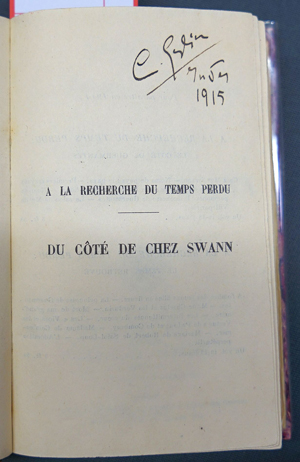 C.
1915
A LA RECHERCHE DU TEMPS PERDU
DU CÔTÉ DE CHEZ SWANN